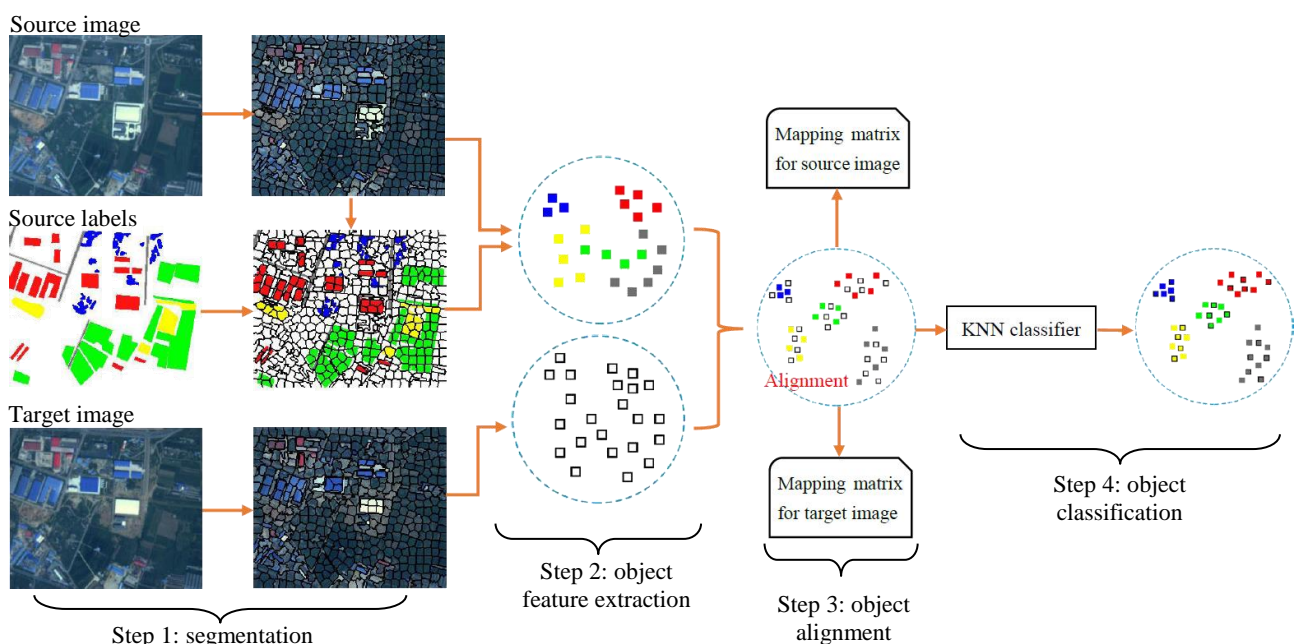 Source image
Source labels
Target image
Step 1: segmentation
Step 2: object
feature extraction
Mapping matrix
for source image
Alignment
Mapping matrix
for target image
Step 3: object
alignment
KNN classifier
Step 4: object
classification